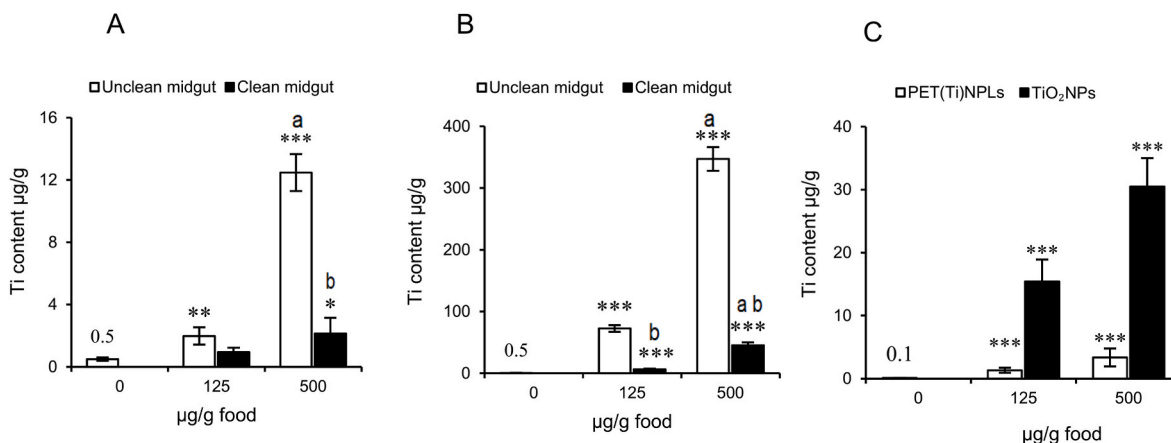 A
Unclean midgut Clean midgut
Ti content µg/g
16
12
8
4
0
0.5
**
a
***
b
*
0 125 500
µg/g food
B
Unclean midgut Clean midgut
Ti content µg/g
400
300
200
100
0
0.5
***
b
***
a
***
a b
***
0 125 500
µg/g food
C
PET(Ti)NPLs TiO₂NPs
Ti content µg/g
40
30
20
10
0
0.1
***
***
***
***
0 125 500
µg/g food